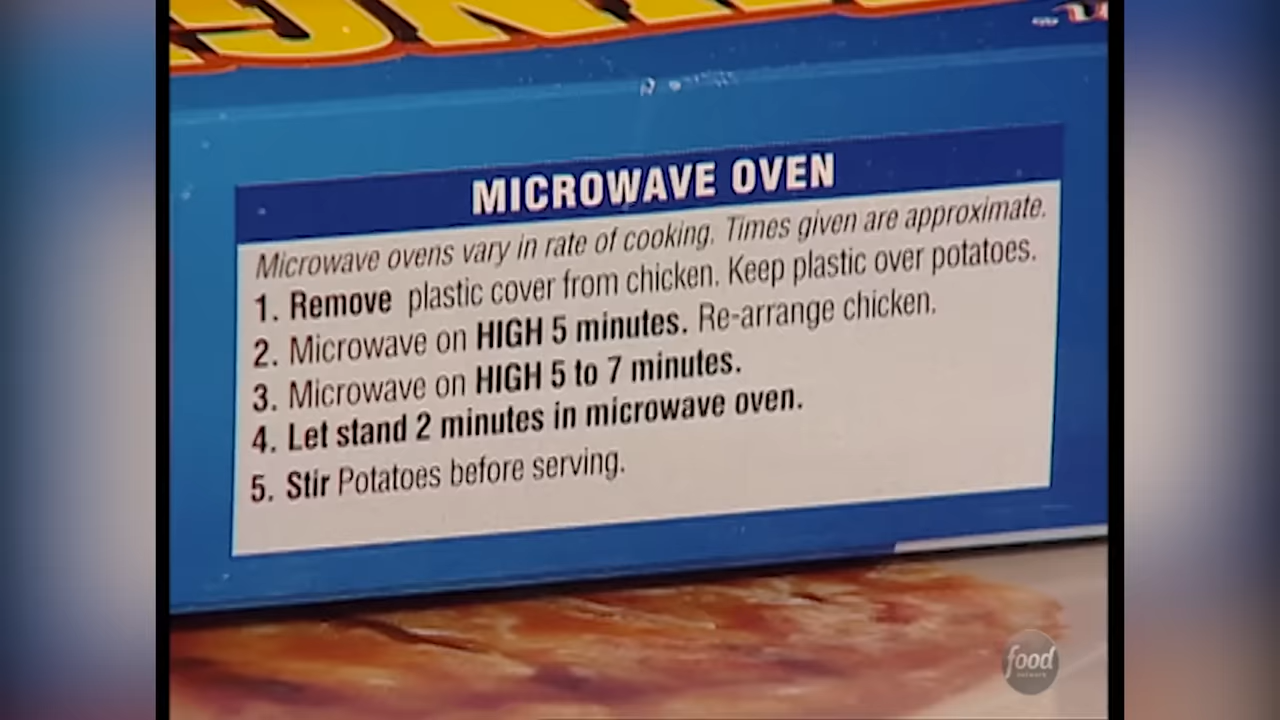 MICROWAVE OVEN
Microwave ovens vary in rate of cooking. Times given are approximate.
1. Remove plastic cover from chicken. Keep plastic over potatoes.
2. Microwave on HIGH 5 minutes. Re-arrange chicken.
3. Microwave on HIGH 5 to 7 minutes.
4. Let stand 2 minutes in microwave oven.
5. Stir Potatoes before serving.
food
network